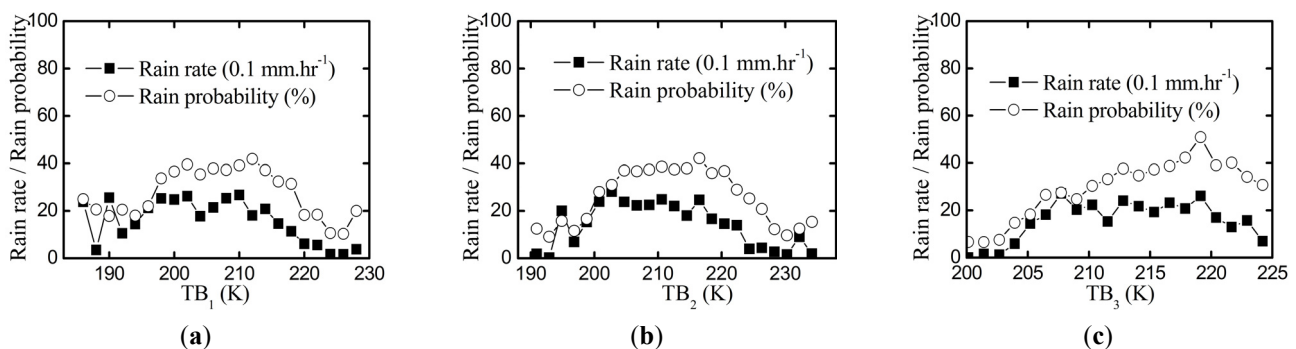 Rain rate / Rain probability
100
80
60
40
20
0
Rain rate (0.1 mm.hr⁻¹)
Rain probability (%)
190 200 210 220 230
TB₁ (K)
(a)
Rain rate / Rain probability
100
80
60
40
20
0
Rain rate (0.1 mm.hr⁻¹)
Rain probability (%)
190 200 210 220 230
TB₂ (K)
(b)
Rain rate / Rain probability
100
80
60
40
20
0
Rain rate (0.1 mm.hr⁻¹)
Rain probability (%)
200 205 210 215 220 225
TB₃ (K)
(c)